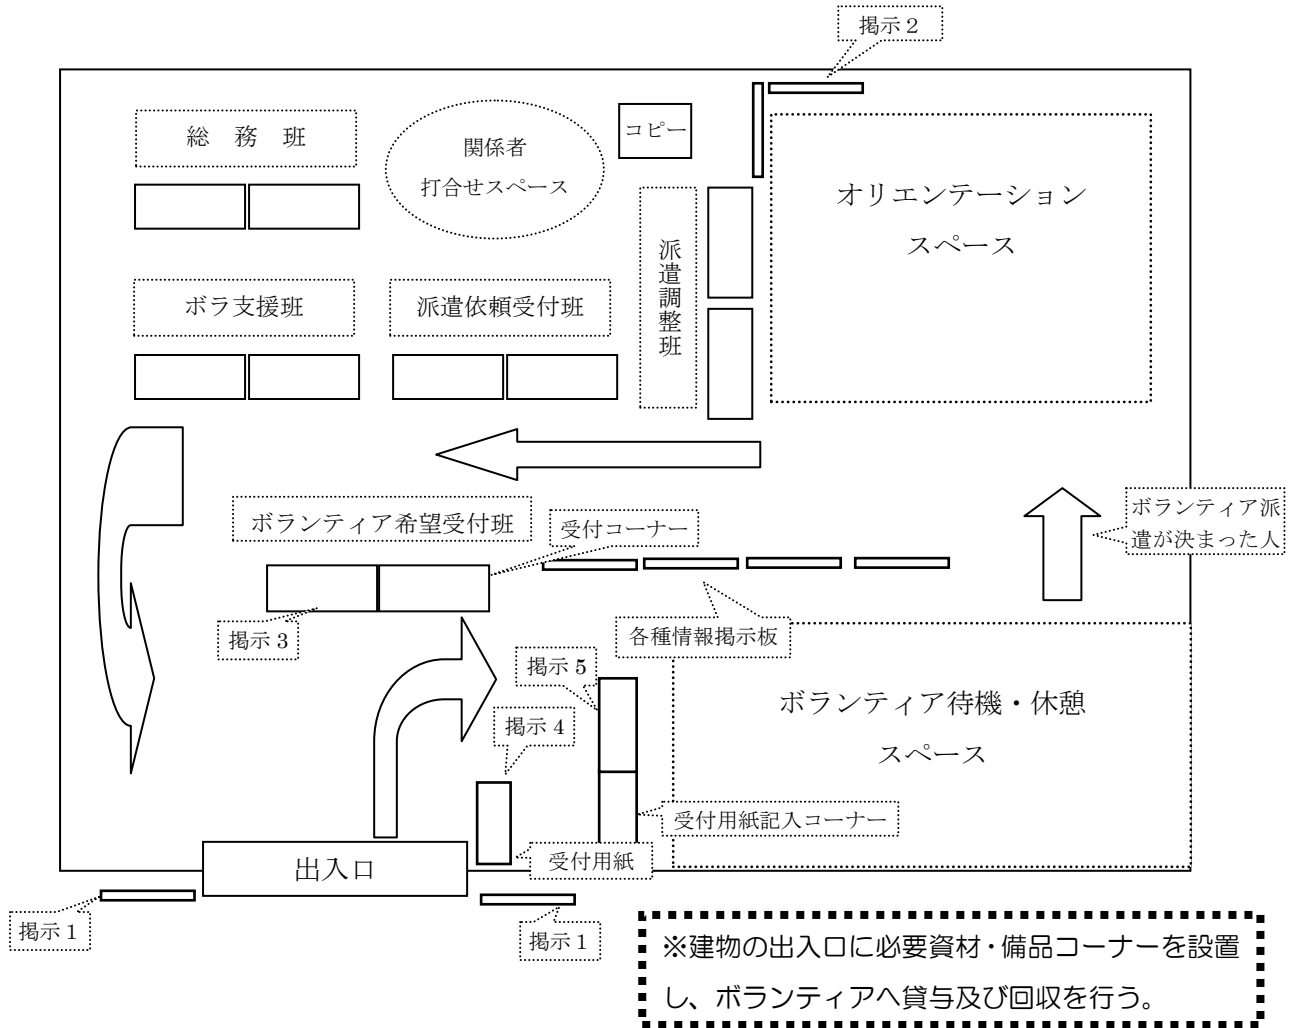 掲示２
総　務　班
関係者
打合せスペース
コピー
オリエンテーション
スペース
派遣調整班
ボラ支援班
派遣依頼受付班
ボランティア希望受付班
受付コーナー
ボランティア派
遣が決まった人
掲示３
各種情報掲示板
掲示５
掲示４
ボランティア待機・休憩
スペース
受付用紙記入コーナー
受付用紙
出入口
掲示１
掲示１
※建物の出入口に必要資材・備品コーナーを設置
し、ボランティアへ貸与及び回収を行う。